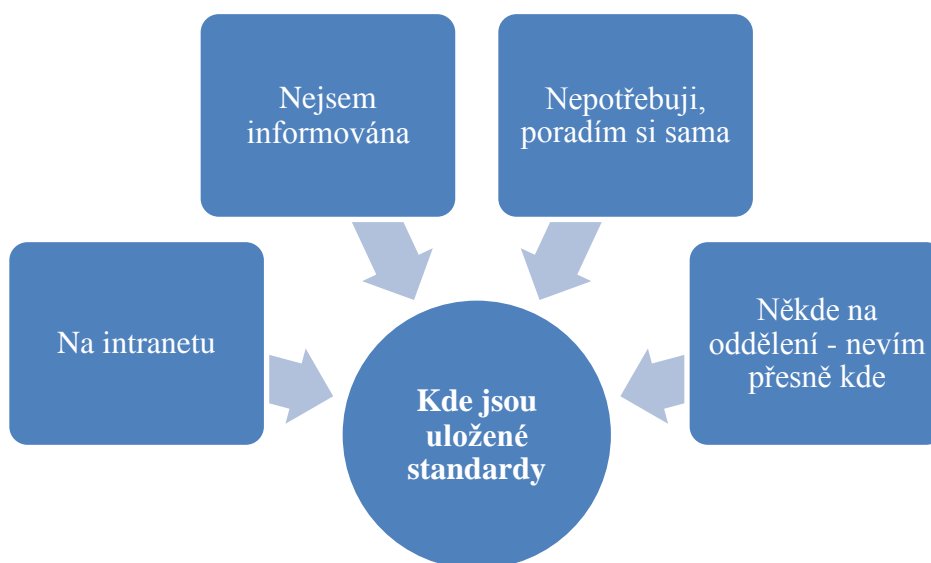 Nejsem
informována
Nepotřebuji,
poradím si sama
Na intranetu
Někde na
oddělení - nevím
přesně kde
Kde jsou
uložené
standardy